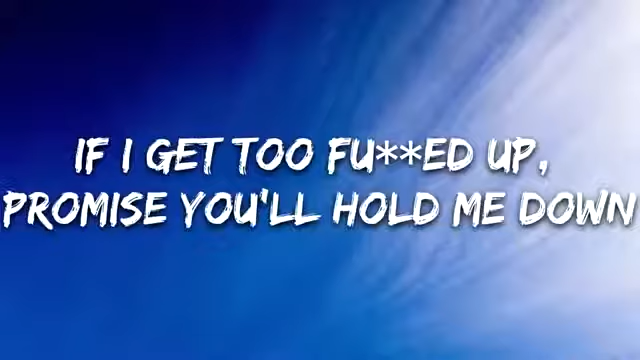 IF I GET TOO FU**ED UP,
PROMISE YOU'LL HOLD ME DOWN